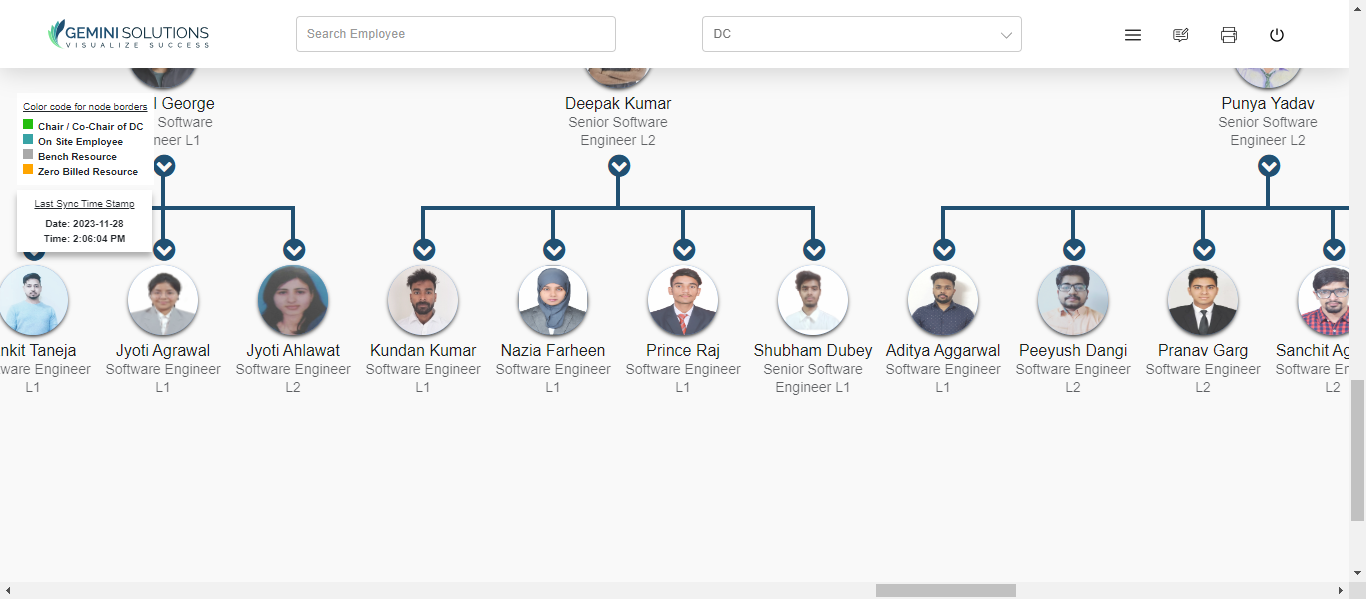 GEMINI SOLUTIONS
VISUALIZE SUCCESS
Search Employee
DC
Color code for node borders
Chair / Co-Chair of DC
On Site Employee
Bench Resource
Zero Billed Resource
Last Sync Time Stamp
Date: 2023-11-28
Time: 2:06:04 PM
l George
Software
neer L1
Deepak Kumar
Senior Software
Engineer L2
Punya Yadav
Senior Software
Engineer L2
nkit Taneja
ware Engineer
L1
Jyoti Agrawal
Software Engineer
L1
Jyoti Ahlawat
Software Engineer
L2
Kundan Kumar
Software Engineer
L1
Nazia Farheen
Software Engineer
L1
Prince Raj
Software Engineer
L1
Shubham Dubey
Senior Software
Engineer L1
Aditya Aggarwal
Software Engineer
L1
Peeyush Dangi
Software Engineer
L2
Pranav Garg
Software Engineer
L2
Sanchit Ag
Software Er
L2